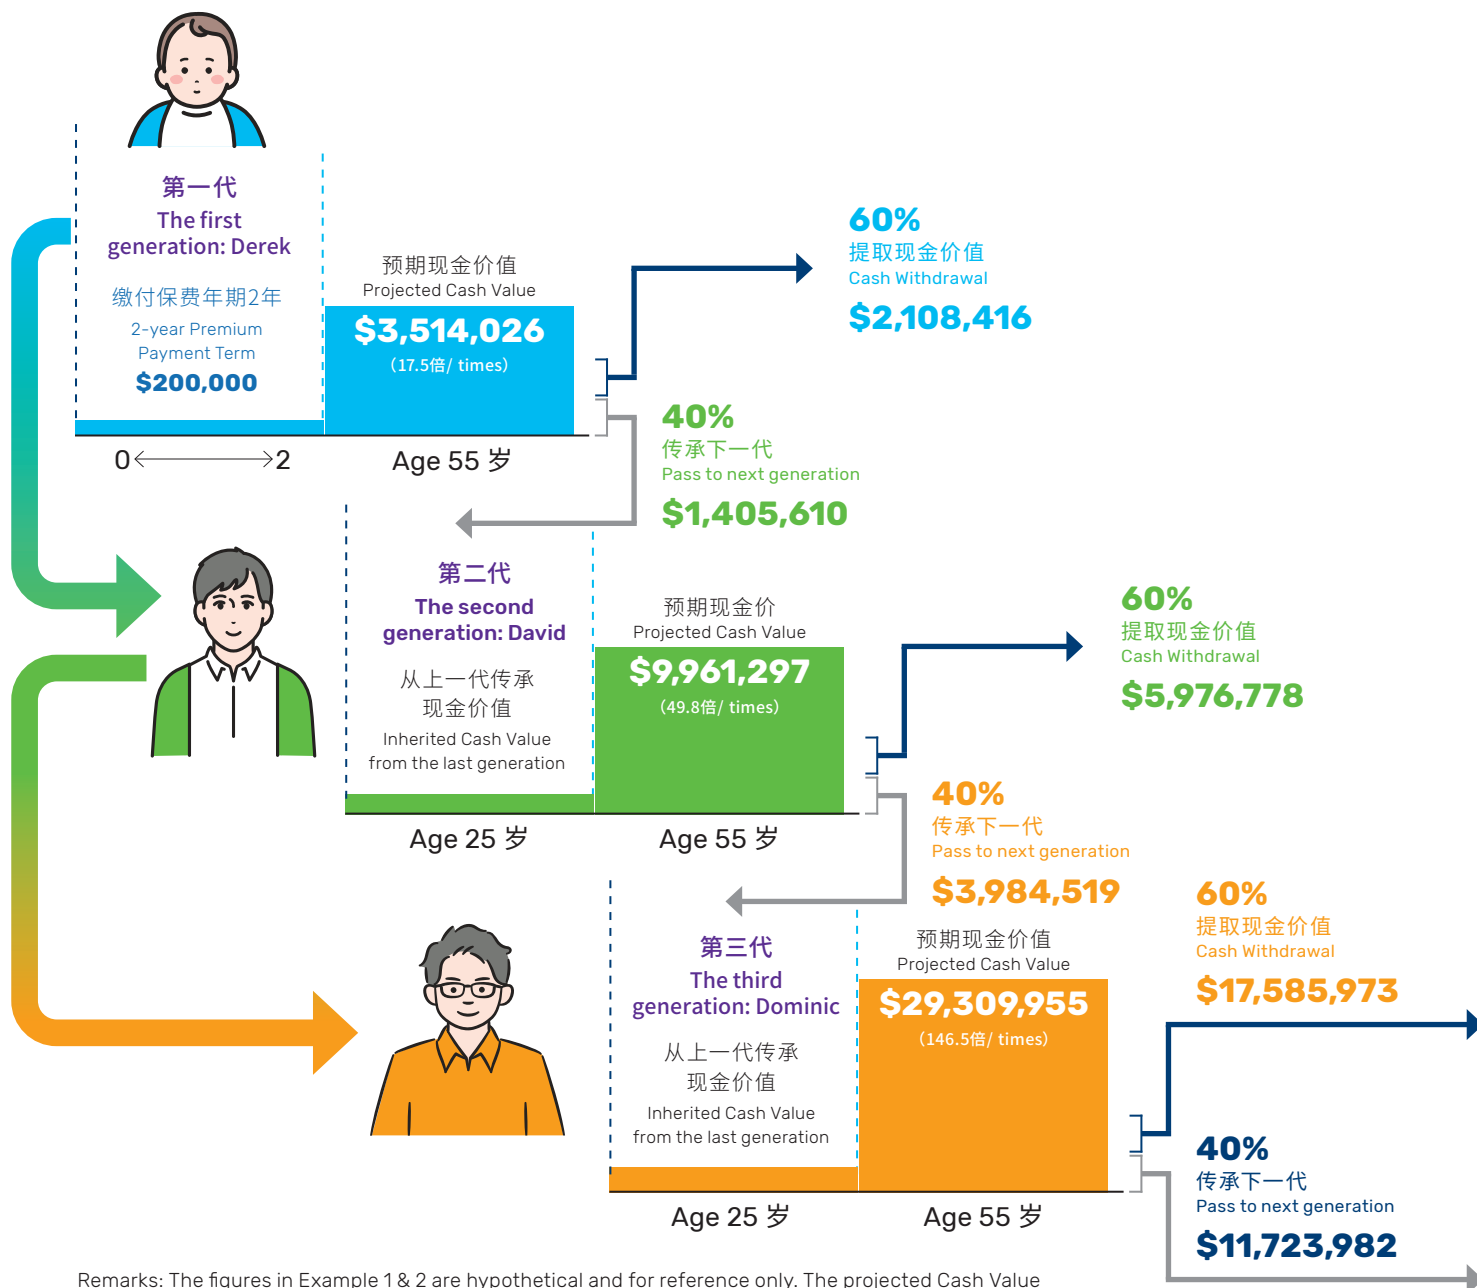 第一代
The first
generation: Derek
缴付保费年期2年
2-year Premium
Payment Term
$200,000
0
2
预期现金价值
Projected Cash Value
$3,514,026
(17.5倍/ times)
Age 55 岁
60%
提取现金价值
Cash Withdrawal
$2,108,416
40%
传承下一代
Pass to next generation
$1,405,610
第二代
The second
generation: David
从上一代传承
现金价值
Inherited Cash Value
from the last generation
Age 25 岁
预期现金价
Projected Cash Value
$9,961,297
(49.8倍/ times)
Age 55 岁
60%
提取现金价值
Cash Withdrawal
$5,976,778
40%
传承下一代
Pass to next generation
$3,984,519
第三代
The third
generation: Dominic
从上一代传承
现金价值
Inherited Cash Value
from the last generation
Age 25 岁
预期现金价值
Projected Cash Value
$29,309,955
(146.5倍/ times)
Age 55 岁
60%
提取现金价值
Cash Withdrawal
$17,585,973
40%
传承下一代
Pass to next generation
$11,723,982
Remarks: The figures in Example 1 & 2 are hypothetical and for reference only. The projected Cash Value